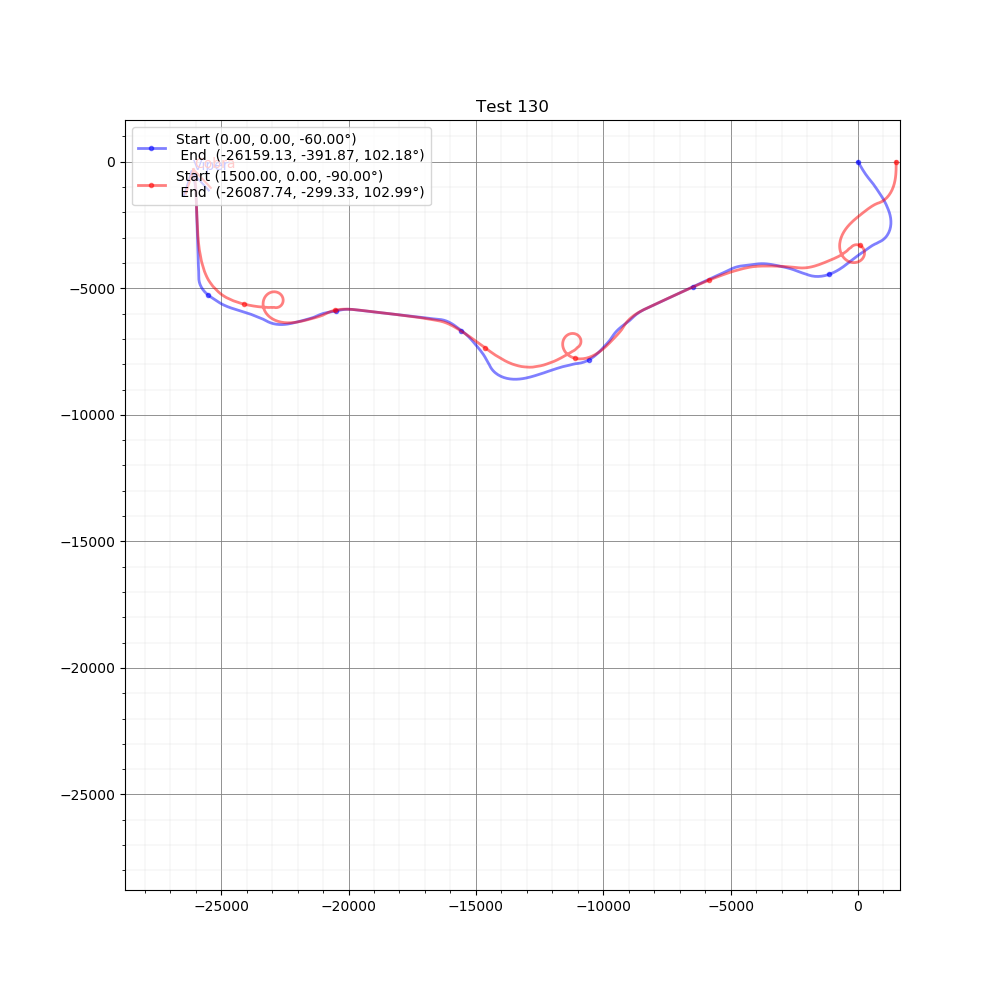 Test 130
Start (0.00, 0.00, -60.00°)
End (-26159.13, -391.87, 102.18°)
Start (1500.00, 0.00, -90.00°)
End (-26087.74, -299.33, 102.99°)
0
−5000
−10000
−15000
−20000
−25000
−25000 −20000 −15000 −10000 −5000 0